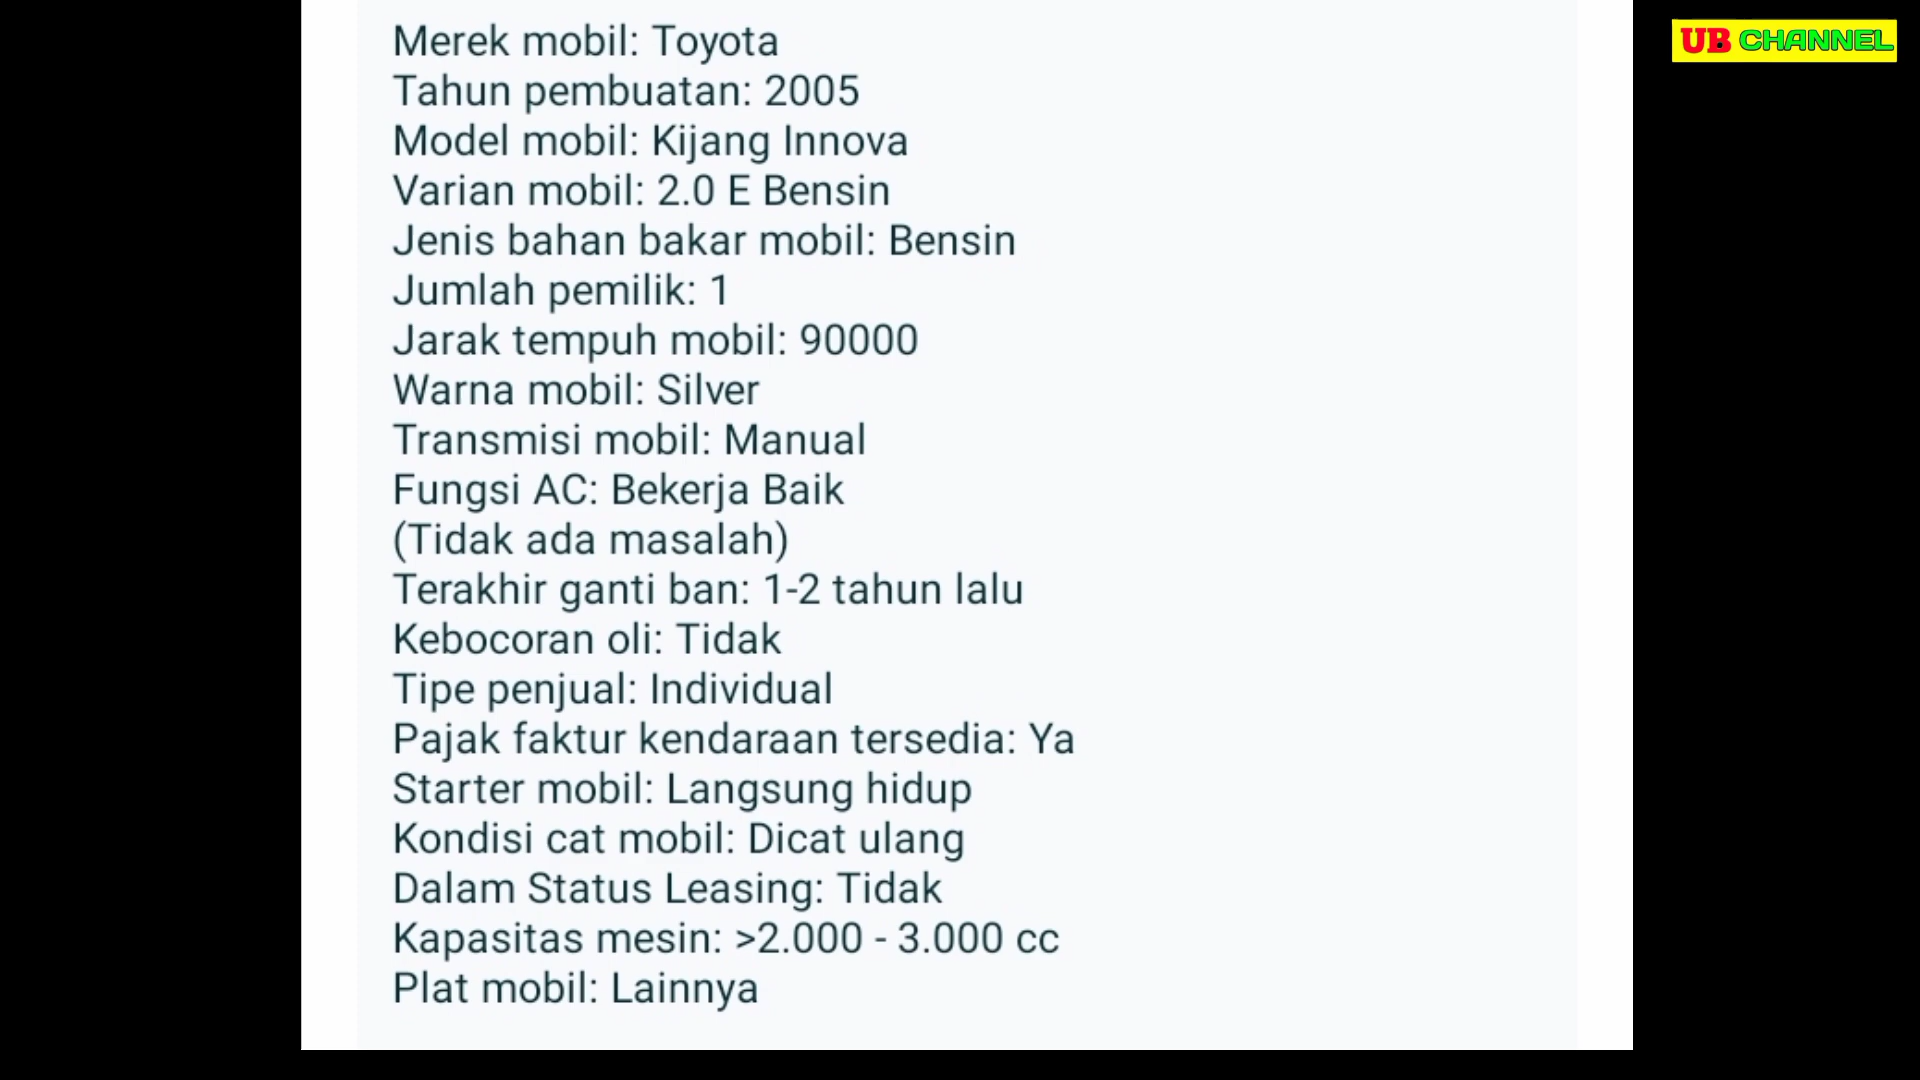 Merek mobil: Toyota
Tahun pembuatan: 2005
Model mobil: Kijang Innova
Varian mobil: 2.0 E Bensin
Jenis bahan bakar mobil: Bensin
Jumlah pemilik: 1
Jarak tempuh mobil: 90000
Warna mobil: Silver
Transmisi mobil: Manual
Fungsi AC: Bekerja Baik
(Tidak ada masalah)
Terakhir ganti ban: 1-2 tahun lalu
Kebocoran oli: Tidak
Tipe penjual: Individual
Pajak faktur kendaraan tersedia: Ya
Starter mobil: Langsung hidup
Kondisi cat mobil: Dicat ulang
Dalam Status Leasing: Tidak
Kapasitas mesin: >2.000 - 3.000 cc
Plat mobil: Lainnya
UB CHANNEL